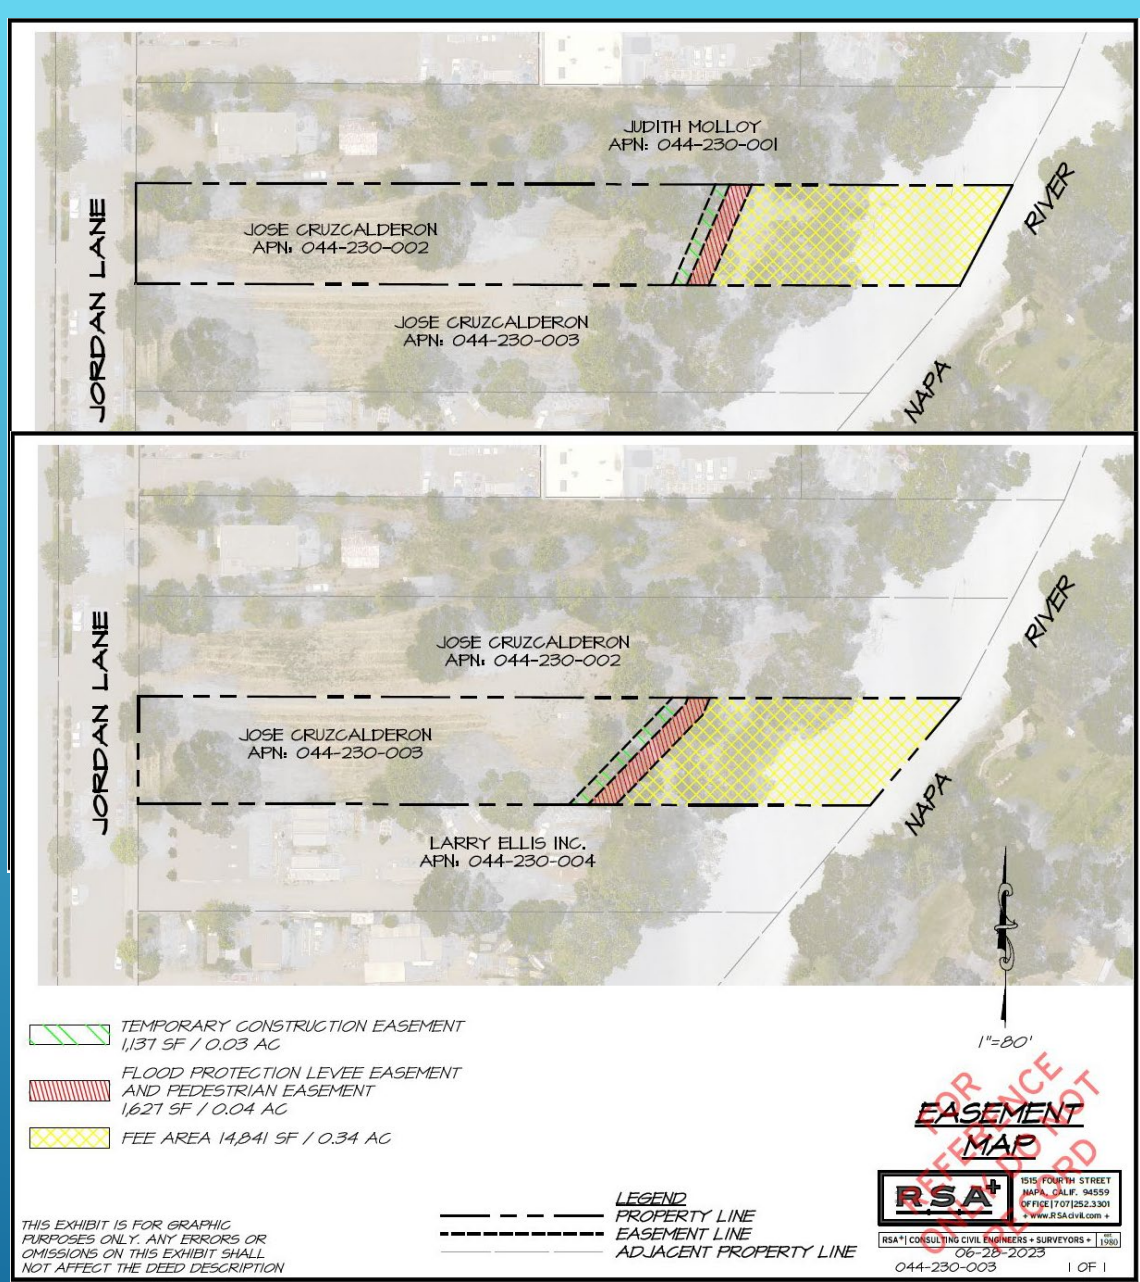 JUDITH MOLLOY
APN: 044-230-001
JOSE CRUZCALDERON
APN: 044-230-002
JOSE CRUZCALDERON
APN: 044-230-003
JORDAN LANE
NAPA RIVER
JOSE CRUZCALDERON
APN: 044-230-002
JOSE CRUZCALDERON
APN: 044-230-003
LARRY ELLIS INC.
APN: 044-230-004
JORDAN LANE
NAPA RIVER
1"=80'
TEMPORARY CONSTRUCTION EASEMENT
1,137 SF / 0.03 AC
FLOOD PROTECTION LEVEE EASEMENT
AND PEDESTRIAN EASEMENT
1,627 SF / 0.04 AC
FEE AREA 14,841 SF / 0.34 AC
EASEMENT
MAP
FOR
REFERENCE
ONLY DO NOT
RECORD
RSA+
1515 FOURTH STREET
NAPA, CALIF. 94559
OFFICE|707|252.3301
+ www.RSAcivil.com +
RSA+| CONSULTING CIVIL ENGINEERS + SURVEYORS + est. 1980
06-28-2023
044-230-003 1 OF 1
LEGEND
PROPERTY LINE
EASEMENT LINE
ADJACENT PROPERTY LINE
THIS EXHIBIT IS FOR GRAPHIC
PURPOSES ONLY. ANY ERRORS OR
OMISSIONS ON THIS EXHIBIT SHALL
NOT AFFECT THE DEED DESCRIPTION